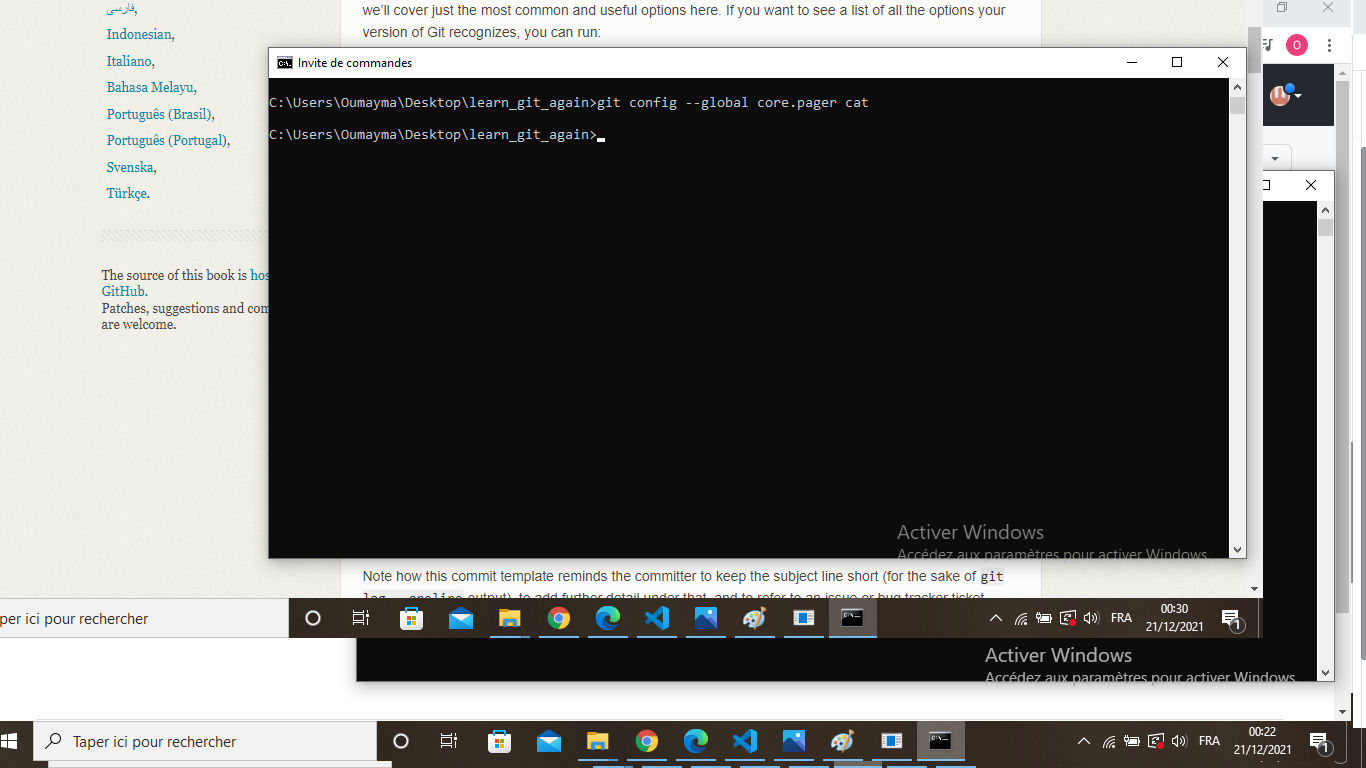 فارسی,
Indonesian,
Italiano,
Bahasa Melayu,
Português (Brasil),
Português (Portugal),
Svenska,
Türkçe.
The source of this book is
GitHub.
Patches, suggestions and
are welcome.
we'll cover just the most common and useful options here. If you want to see a list of all the options your
version of Git recognizes, you can run:
Invite de commandes
C:\Users\Oumayma\Desktop\learn_git_again>git config --global core.pager cat
C:\Users\Oumayma\Desktop\learn_git_again>
Activer Windows
Accédez aux paramètres pour activer Windows.
Note how this commit template reminds the committer to keep the subject line short (for the sake of git
log --oneline output), to add further detail under that, and to refer to an issue or bug tracker ticket
O
per ici pour rechercher
FRA
00:30
21/12/2021
1
Activer Windows
Accédez aux paramètres pour activer Windows.
Taper ici pour rechercher
FRA
00:22
21/12/2021
1